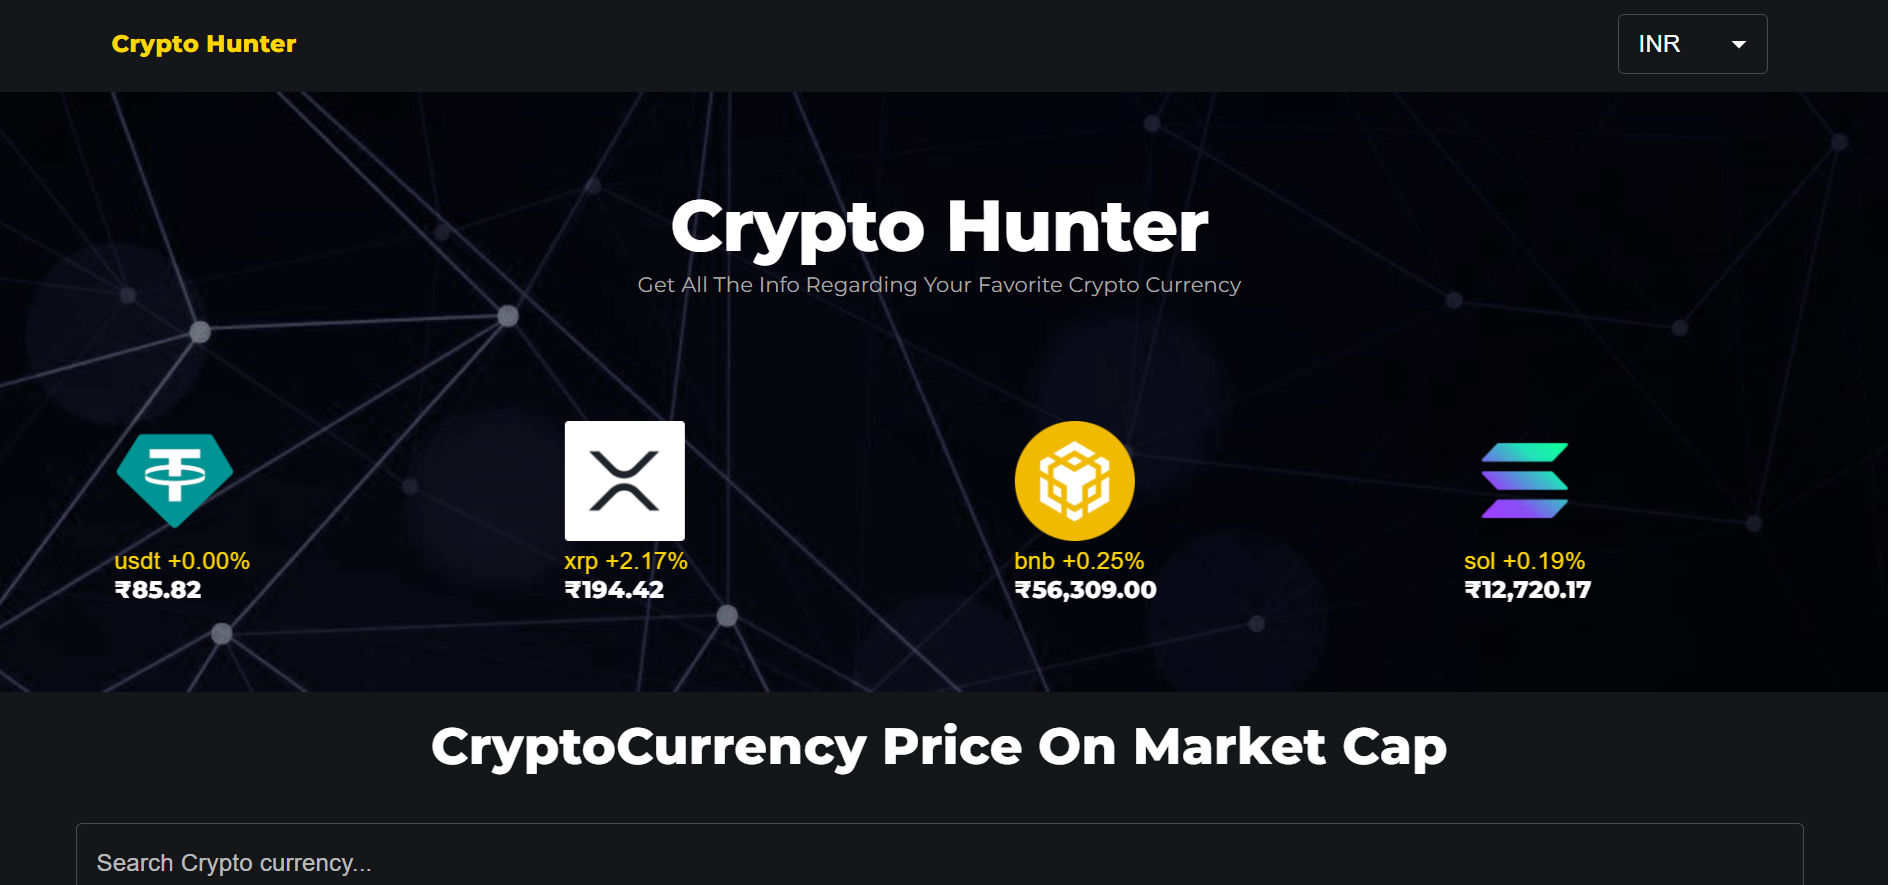 Crypto Hunter
INR
Crypto Hunter
Get All The Info Regarding Your Favorite Crypto Currency
usdt +0.00%
₹85.82
xrp +2.17%
₹194.42
bnb +0.25%
₹56,309.00
sol +0.19%
₹12,720.17
CryptoCurrency Price On Market Cap
Search Crypto currency...